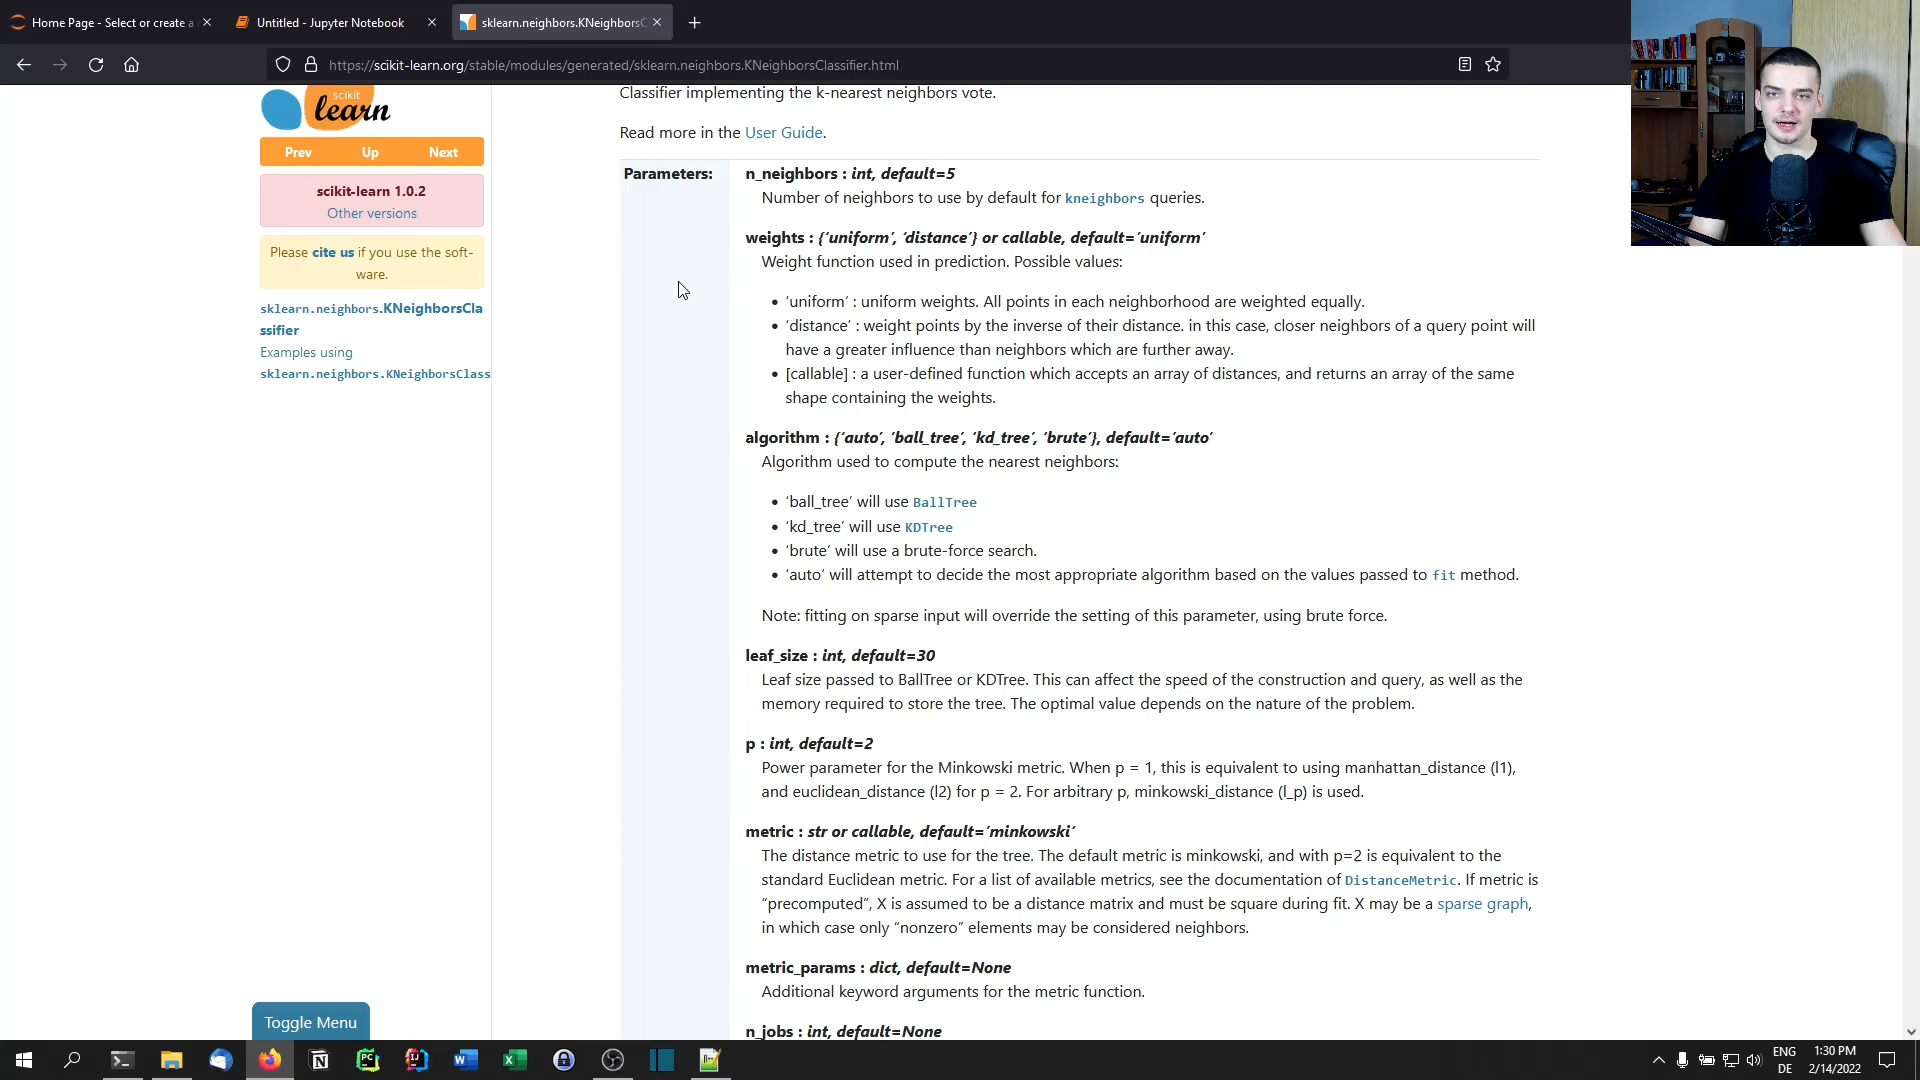 Home Page - Select or create a
Untitled - Jupyter Notebook
sklearn.neighbors.KNeighborsC
https://scikit-learn.org/stable/modules/generated/sklearn.neighbors.KNeighborsClassifier.html
scikit
learn
Prev Up Next
scikit-learn 1.0.2
Other versions
Please cite us if you use the soft-
ware.
sklearn.neighbors.KNeighborsCla
ssifier
Examples using
sklearn.neighbors.KNeighborsClass
Toggle Menu
Classifier implementing the k-nearest neighbors vote.
Read more in the User Guide.
Parameters:
n_neighbors : int, default=5
Number of neighbors to use by default for kneighbors queries.
weights : {‘uniform’, ‘distance’} or callable, default=’uniform’
Weight function used in prediction. Possible values:
• ‘uniform’ : uniform weights. All points in each neighborhood are weighted equally.
• ‘distance’ : weight points by the inverse of their distance. in this case, closer neighbors of a query point will
have a greater influence than neighbors which are further away.
• [callable] : a user-defined function which accepts an array of distances, and returns an array of the same
shape containing the weights.
algorithm : {‘auto’, ‘ball_tree’, ‘kd_tree’, ‘brute’}, default=’auto’
Algorithm used to compute the nearest neighbors:
• ‘ball_tree’ will use BallTree
• ‘kd_tree’ will use KDTree
• ‘brute’ will use a brute-force search.
• ‘auto’ will attempt to decide the most appropriate algorithm based on the values passed to fit method.
Note: fitting on sparse input will override the setting of this parameter, using brute force.
leaf_size : int, default=30
Leaf size passed to BallTree or KDTree. This can affect the speed of the construction and query, as well as the
memory required to store the tree. The optimal value depends on the nature of the problem.
p : int, default=2
Power parameter for the Minkowski metric. When p = 1, this is equivalent to using manhattan_distance (l1),
and euclidean_distance (l2) for p = 2. For arbitrary p, minkowski_distance (l_p) is used.
metric : str or callable, default=’minkowski’
The distance metric to use for the tree. The default metric is minkowski, and with p=2 is equivalent to the
standard Euclidean metric. For a list of available metrics, see the documentation of DistanceMetric. If metric is
“precomputed”, X is assumed to be a distance matrix and must be square during fit. X may be a sparse graph,
in which case only “nonzero” elements may be considered neighbors.
metric_params : dict, default=None
Additional keyword arguments for the metric function.
n_jobs : int, default=None
ENG
DE
1:30 PM
2/14/2022